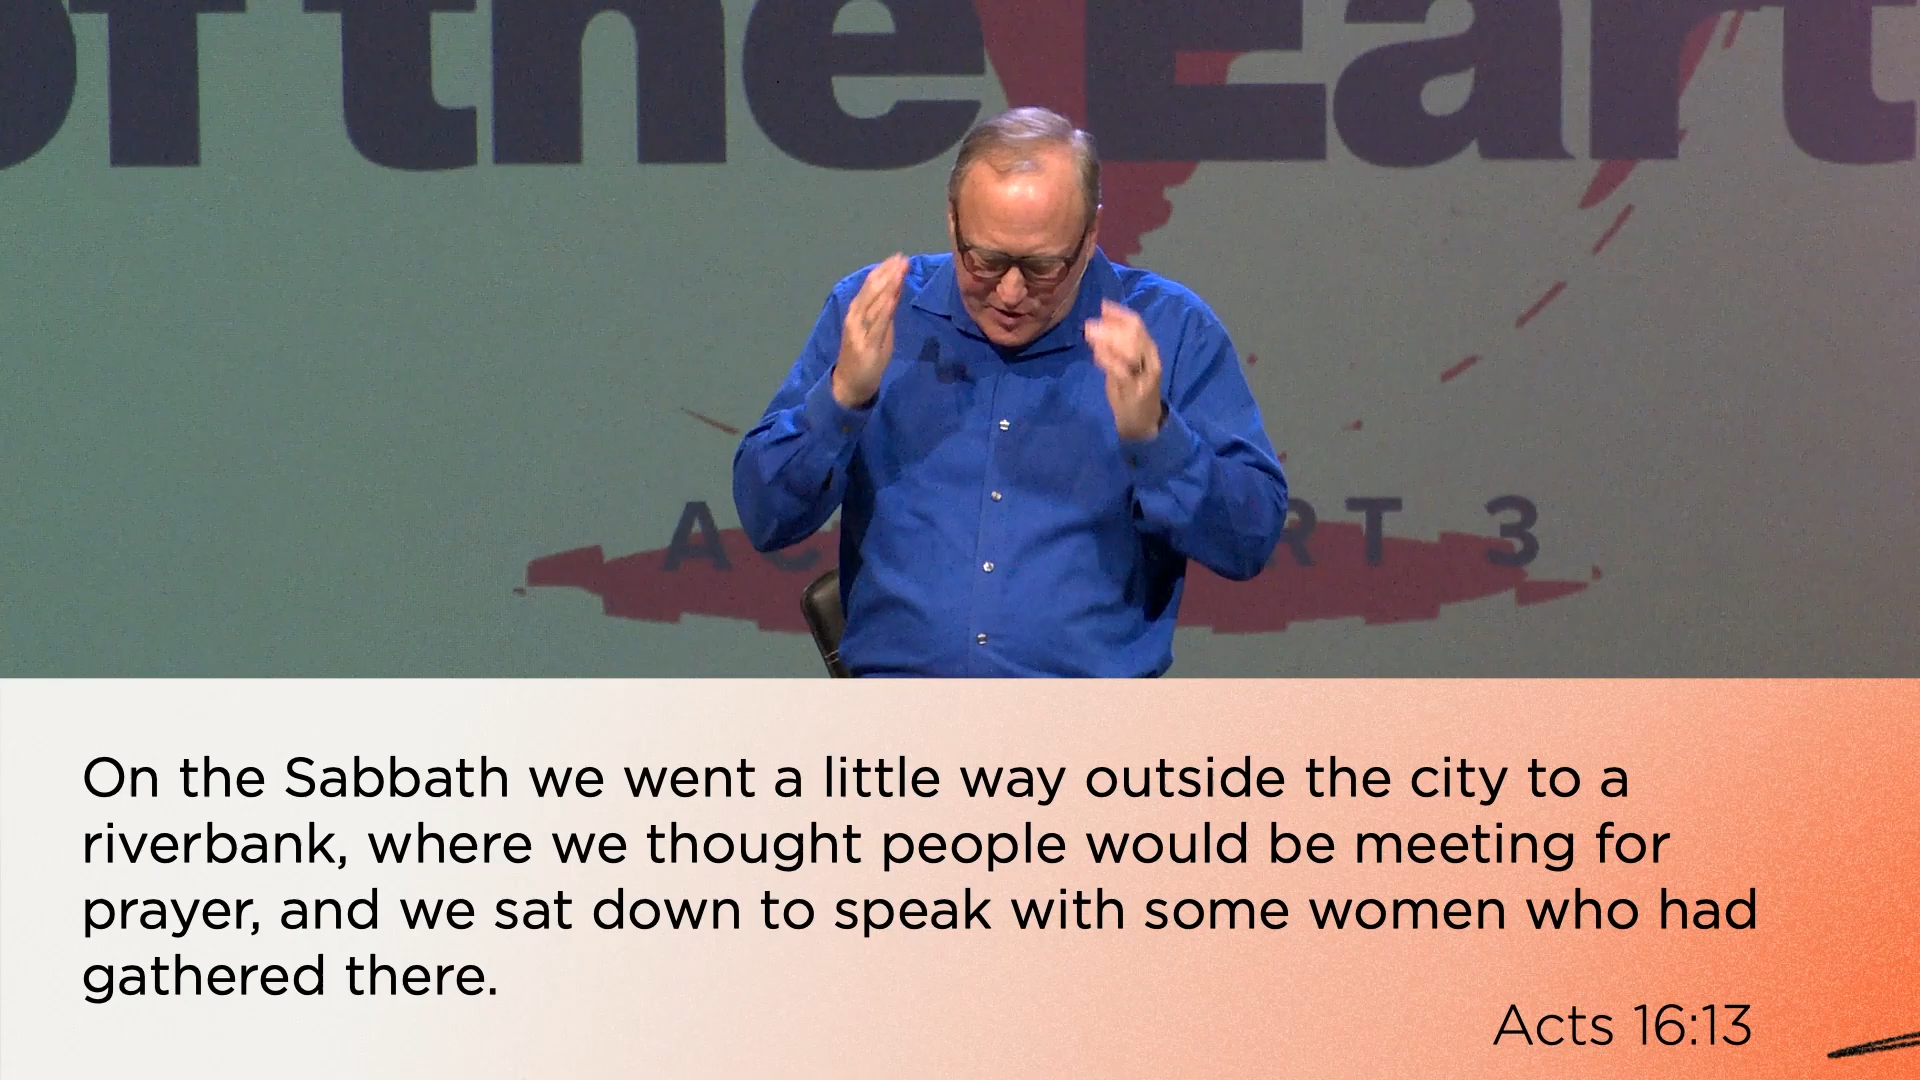 of the Eart
RT 3
On the Sabbath we went a little way outside the city to a
riverbank, where we thought people would be meeting for
prayer, and we sat down to speak with some women who had
gathered there.
Acts 16:13